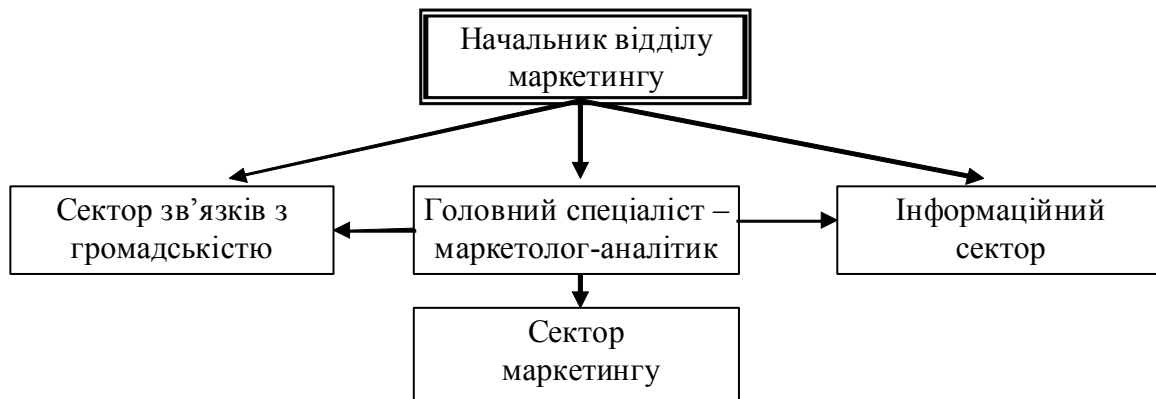 Начальник відділу
маркетингу
Сектор зв’язків з
громадськістю
Головний спеціаліст –
маркетолог-аналітик
Інформаційний
сектор
Сектор
маркетингу